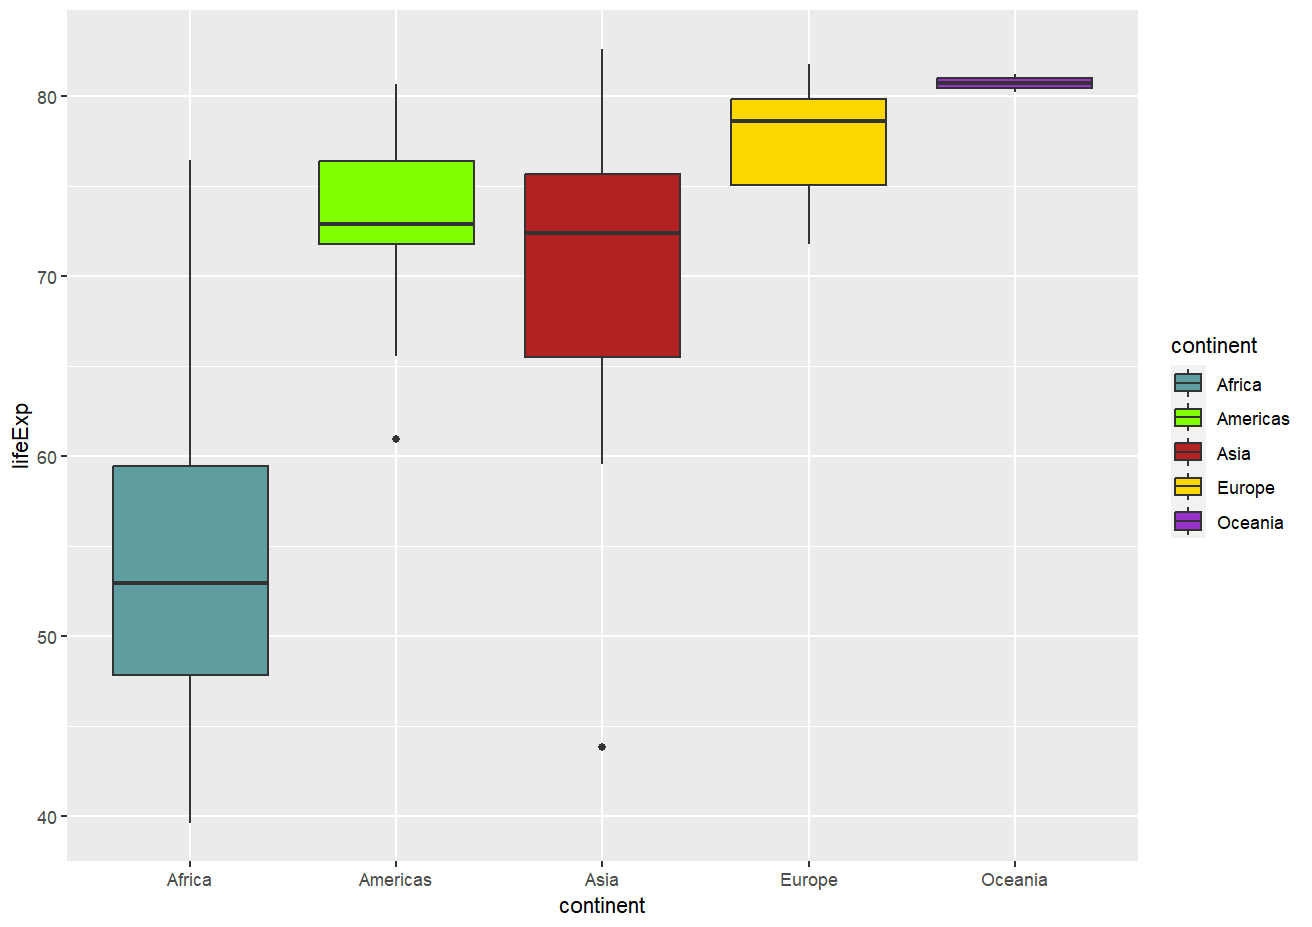 80
70
60
50
40
lifeExp
Africa
Americas
Asia
Europe
Oceania
continent
continent
Africa
Americas
Asia
Europe
Oceania